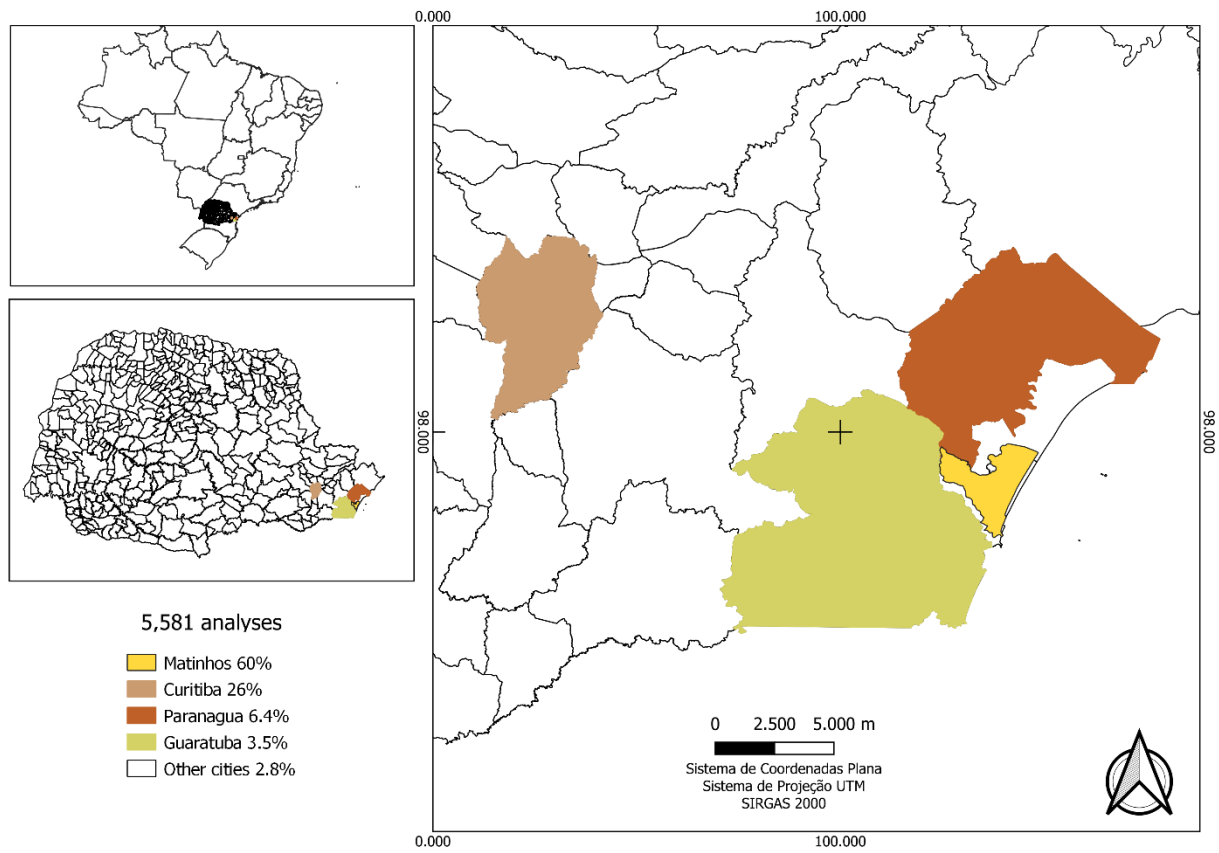 0.000
100.000
98.000
98.000
5,581 analyses
Matinhos 60%
Curitiba 26%
Paranagua 6.4%
Guaratuba 3.5%
Other cities 2.8%
0 2.500 5.000 m
Sistema de Coordenadas Plana
Sistema de Projeção UTM
SIRGAS 2000
0.000
100.000